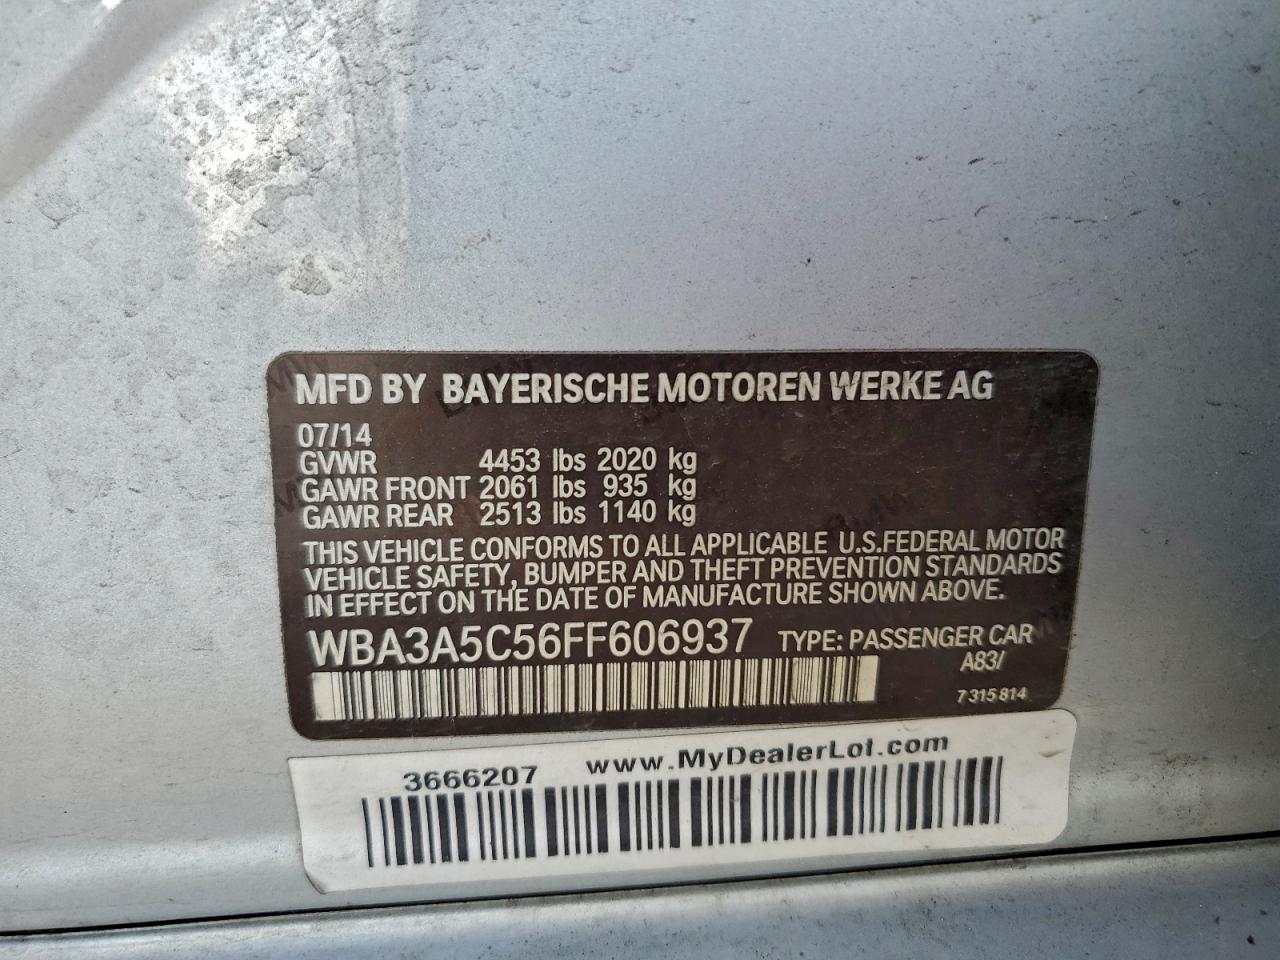 MFD BY BAYERISCHE MOTOREN WERKE AG
07/14
GVWR 4453 lbs 2020 kg
GAWR FRONT 2061 lbs 935 kg
GAWR REAR 2513 lbs 1140 kg
THIS VEHICLE CONFORMS TO ALL APPLICABLE U.S.FEDERAL MOTOR
VEHICLE SAFETY, BUMPER AND THEFT PREVENTION STANDARDS
IN EFFECT ON THE DATE OF MANUFACTURE SHOWN ABOVE.
WBA3A5C56FF606937 TYPE: PASSENGER CAR
A83/
7315814
3666207 www.MyDealerLot.com